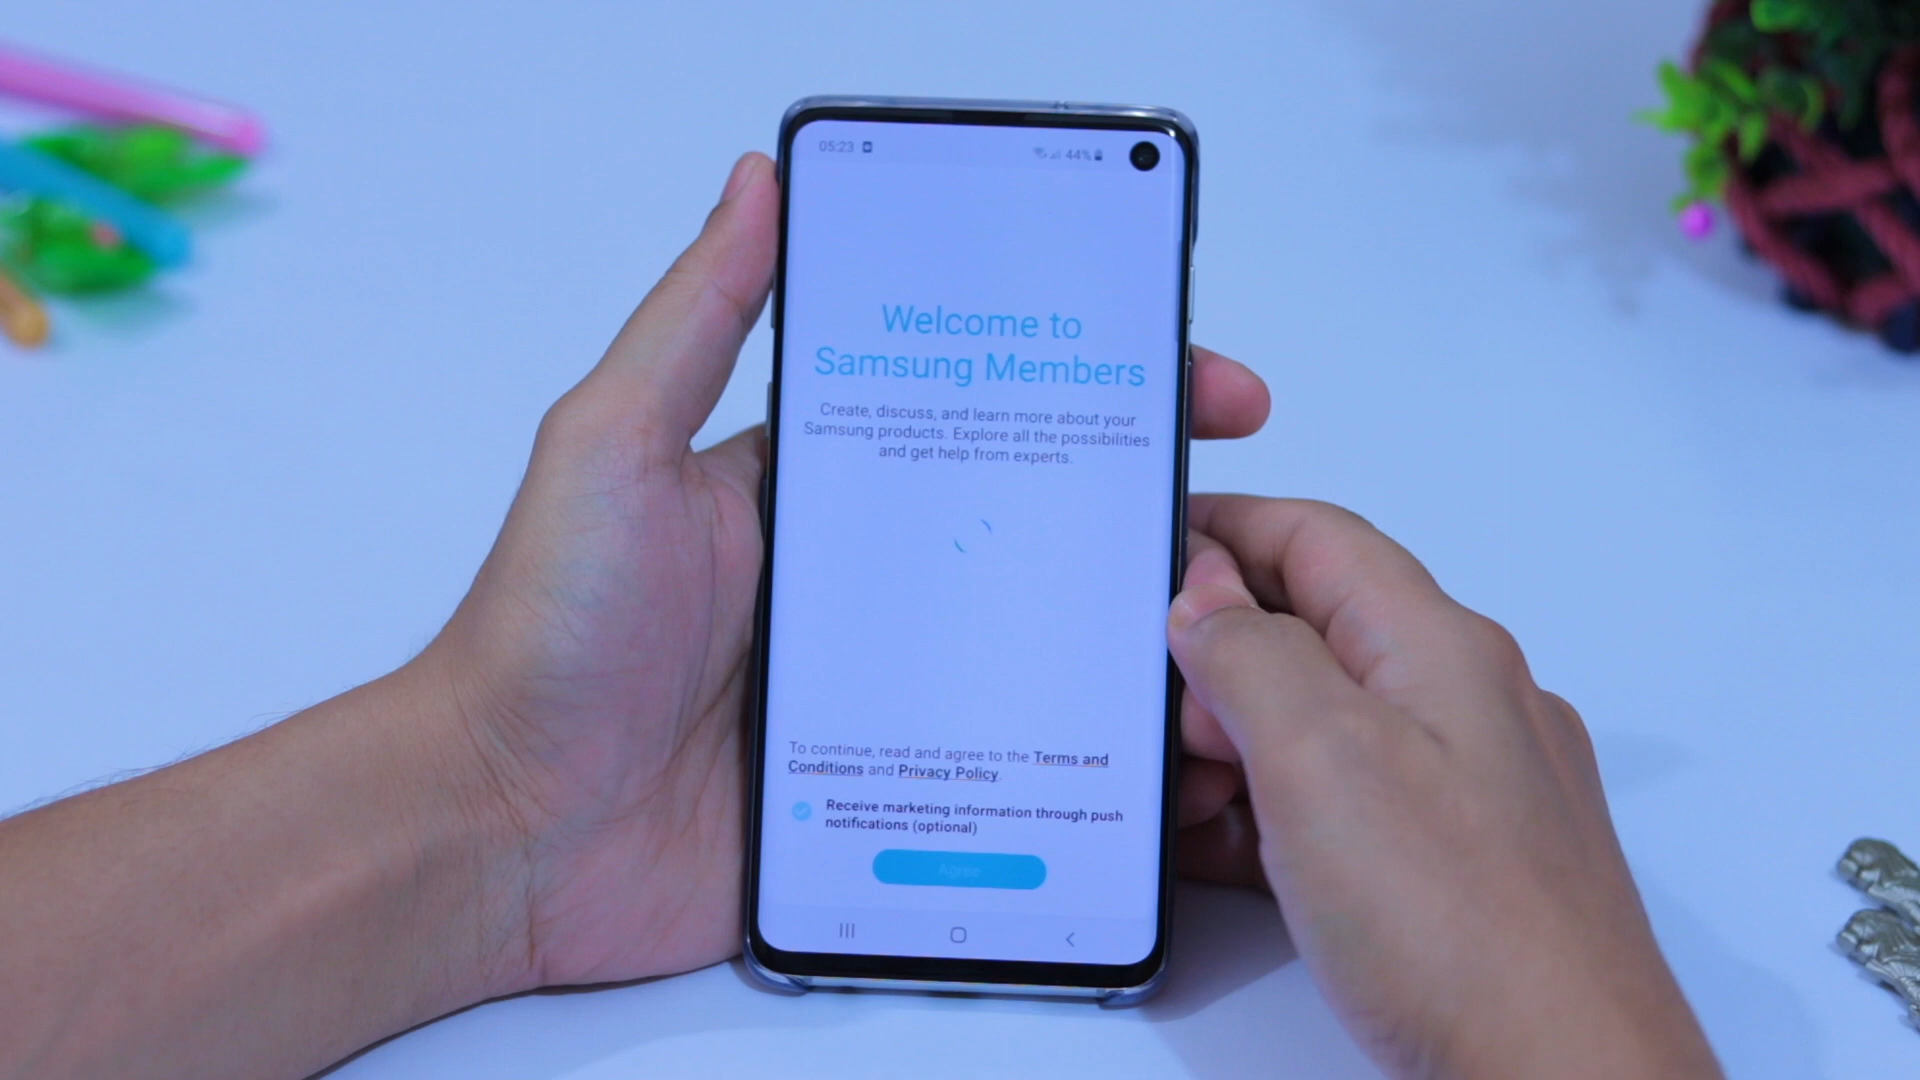 05:23 44%
Welcome to
Samsung Members
Create, discuss, and learn more about your
Samsung products. Explore all the possibilities
and get help from experts.
To continue, read and agree to the Terms and
Conditions and Privacy Policy.
Receive marketing information through push
notifications (optional)
Agree